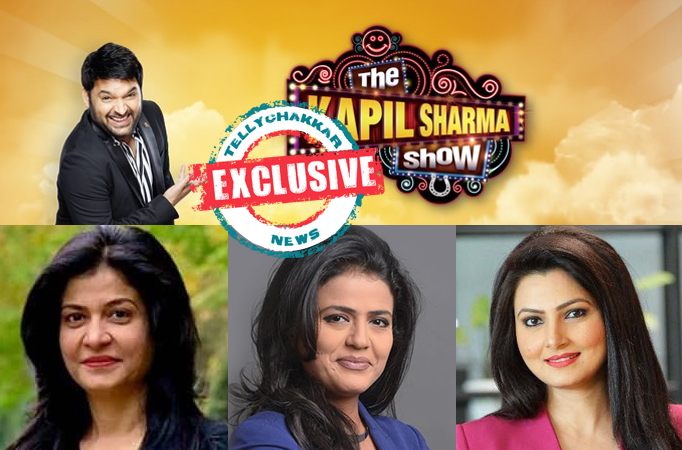 The
KAPIL SHARMA
Show
TELLYCHAKKAR
EXCLUSIVE
NEWS